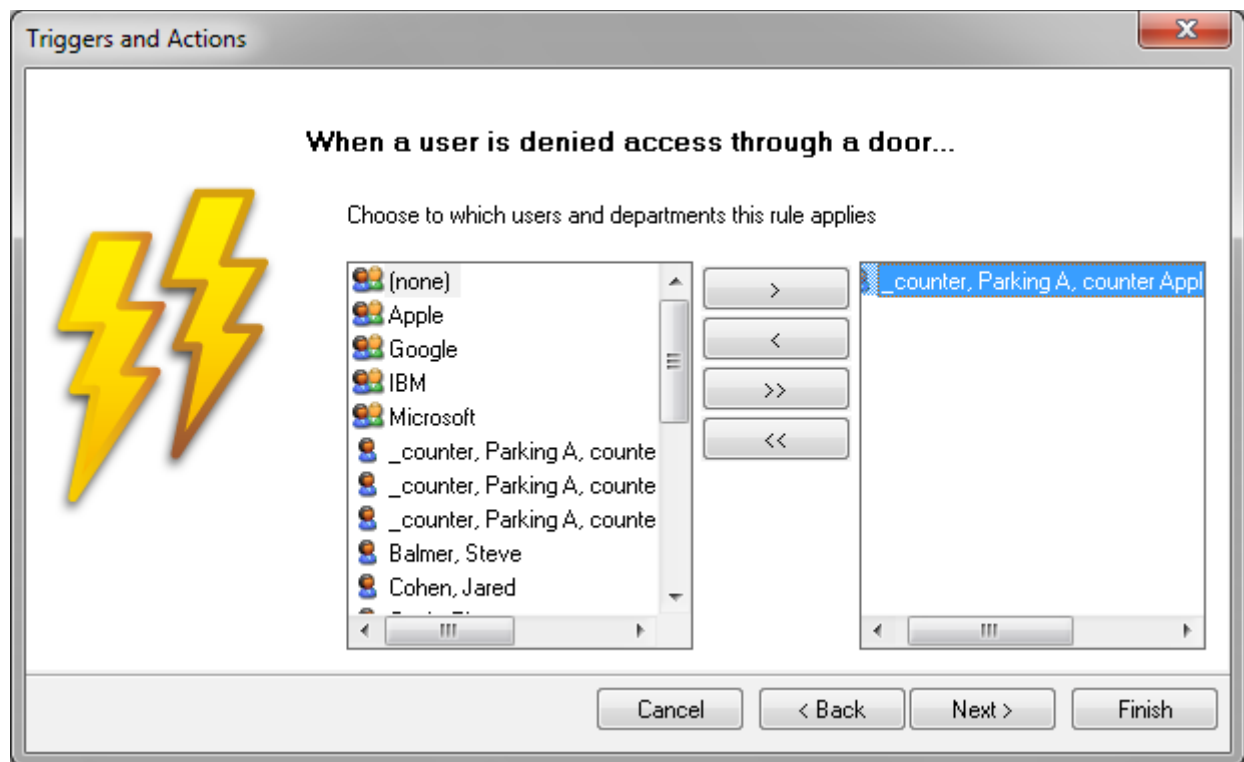 Triggers and Actions
When a user is denied access through a door...
Choose to which users and departments this rule applies
(none)
Apple
Google
IBM
Microsoft
_counter, Parking A, counte
_counter, Parking A, counte
_counter, Parking A, counte
Balmer, Steve
Cohen, Jared
>
<
>>
<<
_counter, Parking A, counter Appl
Cancel
< Back
Next >
Finish